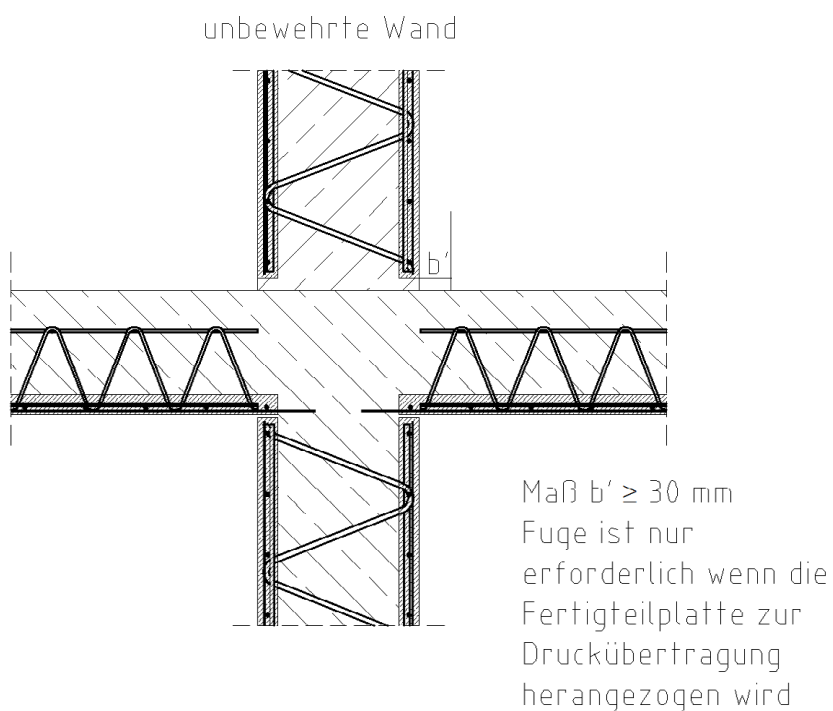 unbewehrte Wand
b'
Maß b' ≥ 30 mm
Fuge ist nur
erforderlich wenn die
Fertigteilplatte zur
Druckübertragung
herangezogen wird